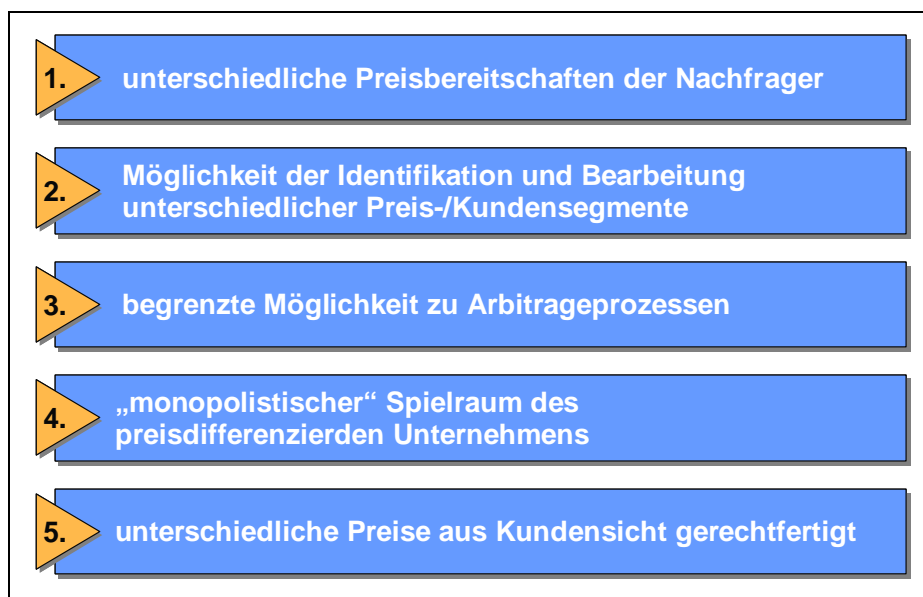 1. unterschiedliche Preisbereitschaften der Nachfrager
2. Möglichkeit der Identifikation und Bearbeitung
unterschiedlicher Preis-/Kundensegmente
3. begrenzte Möglichkeit zu Arbitrageprozessen
4. „monopolistischer“ Spielraum des
preisdifferenzierden Unternehmens
5. unterschiedliche Preise aus Kundensicht gerechtfertigt